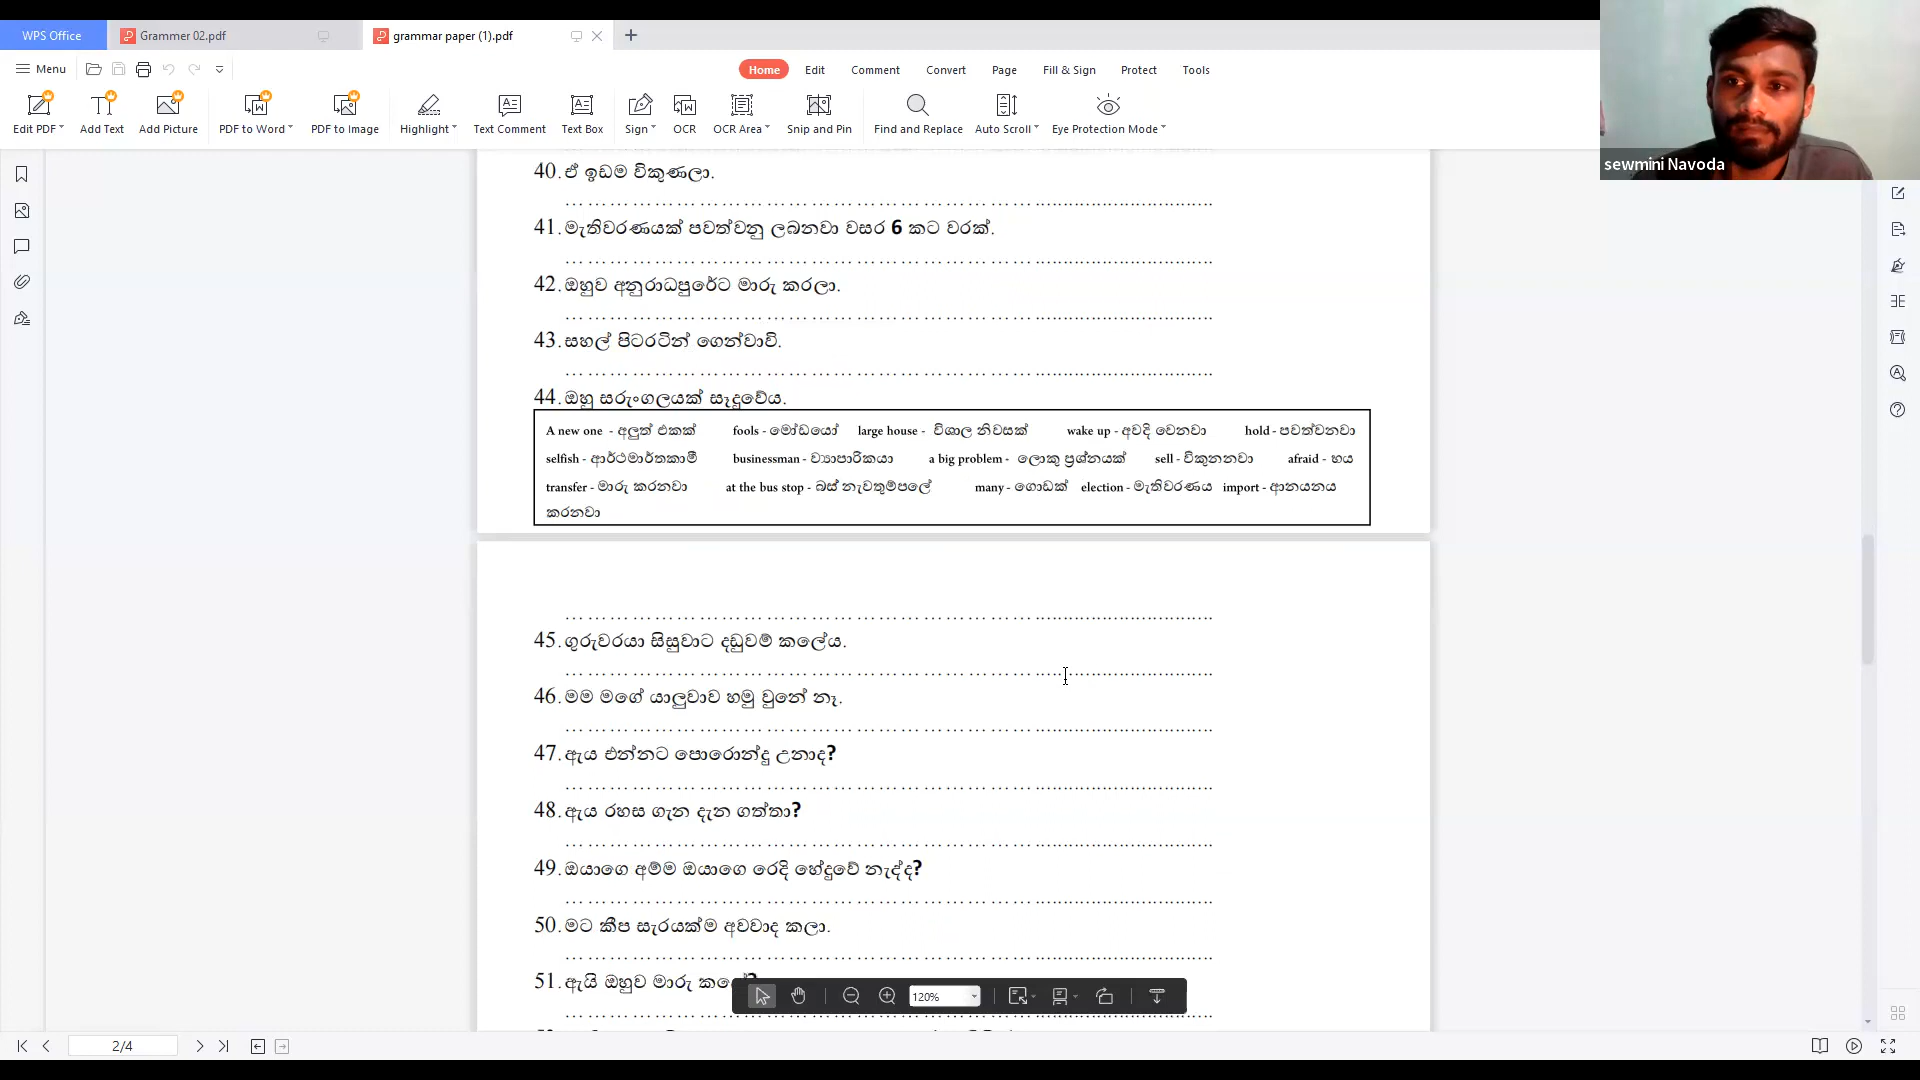 WPS Office
Grammer 02.pdf
grammar paper (1).pdf
Menu
Home Edit Comment Convert Page Fill & Sign Protect Tools
Edit PDF Add Text Add Picture PDF to Word PDF to Image Highlight Text Comment Text Box Sign OCR OCR Area Snip and Pin Find and Replace Auto Scroll Eye Protection Mode
sewmini Navoda
40. ඒ ඉඩම විකුණලා.
41. මැතිවරණයක් පවත්වනු ලබනවා වසර 6 කට වරක්.
42. ඔහුව අනුරාධපුරේට මාරු කරලා.
43. සහල් පිටරටින් ගෙන්වාවි.
44. ඔහු සරුංගලයක් සෑදුවේය.
A new one - අලුත් එකක් fools - මෝඩයෝ large house - විශාල නිවසක් wake up - අවදි වෙනවා hold - පවත්වනවා
selfish - ආර්ථමාර්තකාමී businessman - ව්‍යාපාරිකයා a big problem - ලොකු ප්‍රශ්නයක් sell - විකුනනවා afraid - භය
transfer - මාරු කරනවා at the bus stop - බස් නැවතුම්පලේ many - ගොඩක් election - මැතිවරණය import - ආනයනය
කරනවා
45. ගුරුවරයා සිසුවාට දඩුවම් කලේය.
46. මම මගේ යාලුවාව හමු වුනේ නෑ.
47. ඇය එන්නට පොරොන්දු උනාද?
48. ඇය රහස ගැන දැන ගත්තා?
49. ඔයාගෙ අම්ම ඔයාගෙ රෙදි හේදුවේ නැද්ද?
50. මට කීප සැරයක්ම අවවාද කලා.
51. ඇයි ඔහුව මාරු
120%
2/4